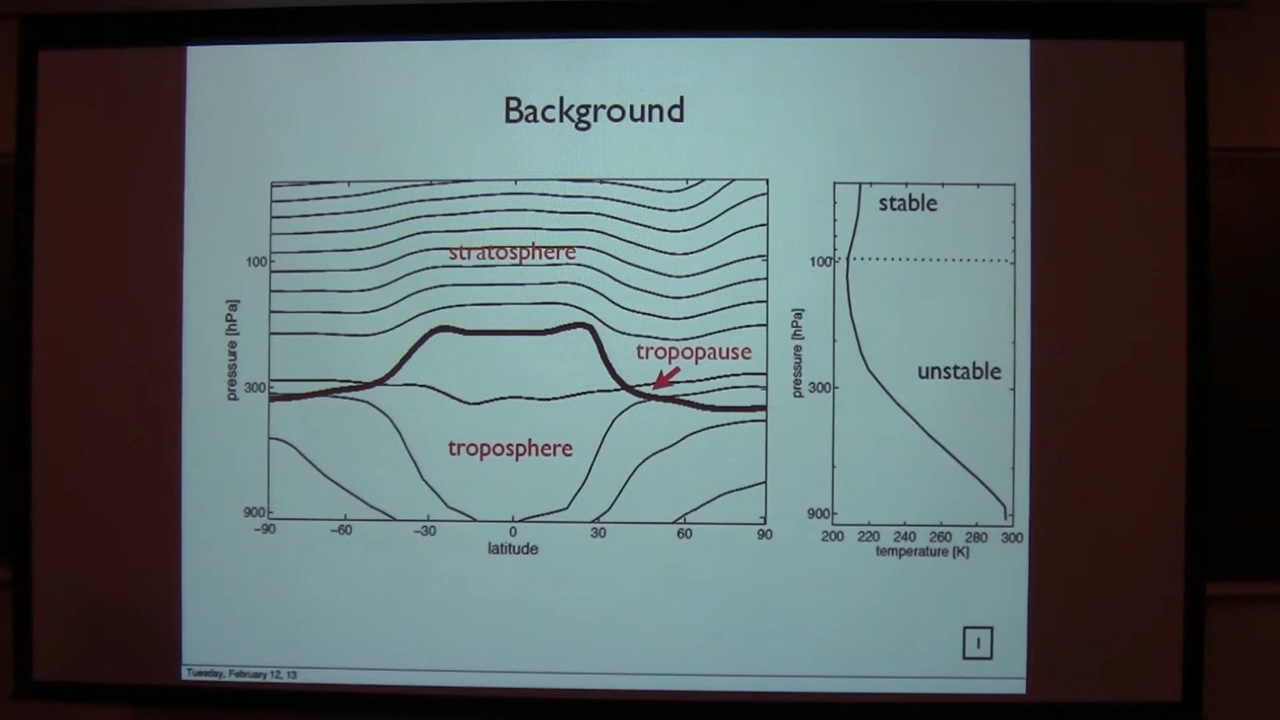 Background
stratosphere
tropopause
troposphere
100
300
900
pressure [hPa]
−90 −60 −30 0 30 60 90
latitude
stable
unstable
100
300
900
pressure [hPa]
200 220 240 260 280 300
temperature [K]
1
Tuesday, February 12, 13